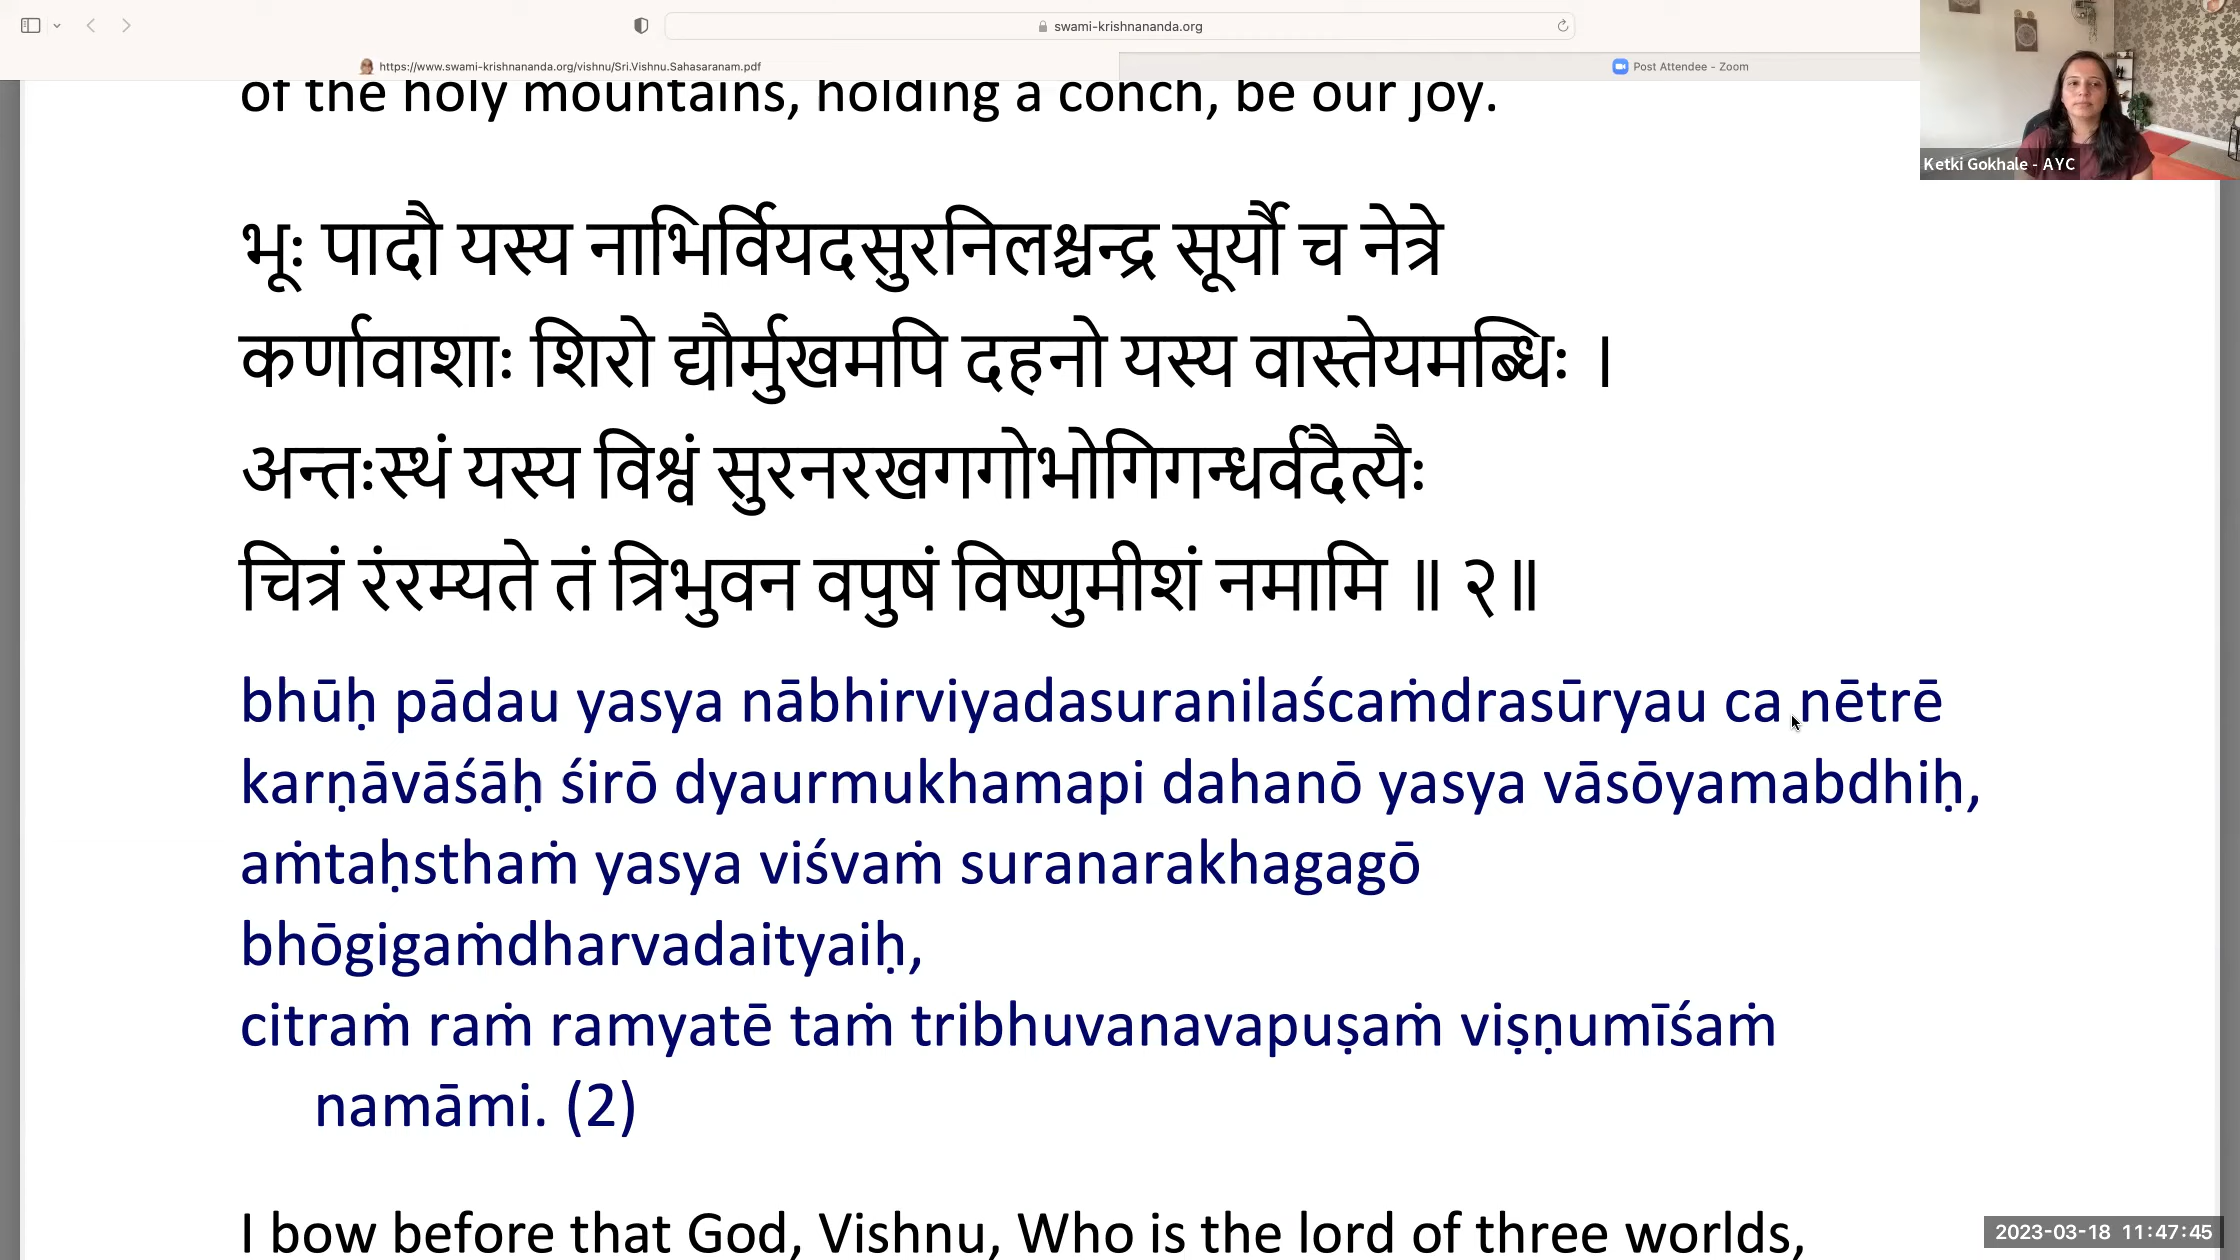 swami-krishnananda.org
https://www.swami-krishnananda.org/vishnu/Sri.Vishnu.Sahasaranam.pdf
Post Attendee - Zoom
Ketki Gokhale - AYC
of the holy mountains, holding a conch, be our joy.
भूः पादौ यस्य नाभिर्वियदसुरनिलश्चन्द्र सूर्यौ च नेत्रे
कर्णावाशाः शिरो द्यौर्मुखमपि दहनो यस्य वास्तेयमब्धिः ।
अन्तःस्थं यस्य विश्वं सुरनरखगगोभोगिगन्धर्वदैत्यैः
चित्रं रंरम्यते तं त्रिभुवन वपुषं विष्णुमीशं नमामि ॥ २॥
bhūḥ pādau yasya nābhirviyadasuranilaścaṁdrasūryau ca nētrē
karṇāvāśāḥ śirō dyaurmukhamapi dahanō yasya vāsōyamabdhiḥ,
aṁtaḥsthaṁ yasya viśvaṁ suranarakhagagō
bhōgigaṁdharvadaityaiḥ,
citraṁ raṁ ramyatē taṁ tribhuvanavapuṣaṁ viṣṇumīśaṁ
namāmi. (2)
I bow before that God, Vishnu, Who is the lord of three worlds,
2023-03-18 11:47:45